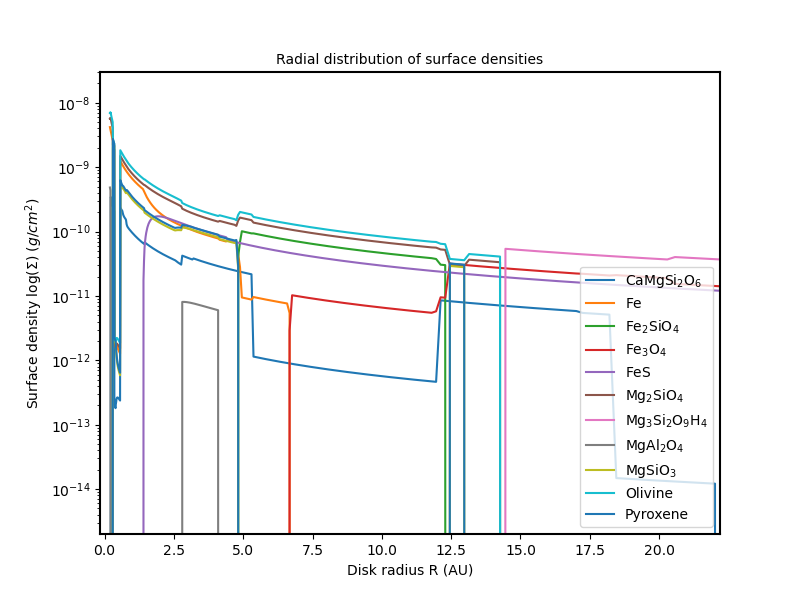 Radial distribution of surface densities
Surface density log(Σ) (g/cm²)
10⁻⁸
10⁻⁹
10⁻¹⁰
10⁻¹¹
10⁻¹²
10⁻¹³
10⁻¹⁴
CaMgSi₂O₆
Fe
Fe₂SiO₄
Fe₃O₄
FeS
Mg₂SiO₄
Mg₃Si₂O₉H₄
MgAl₂O₄
MgSiO₃
Olivine
Pyroxene
0.0 2.5 5.0 7.5 10.0 12.5 15.0 17.5 20.0
Disk radius R (AU)